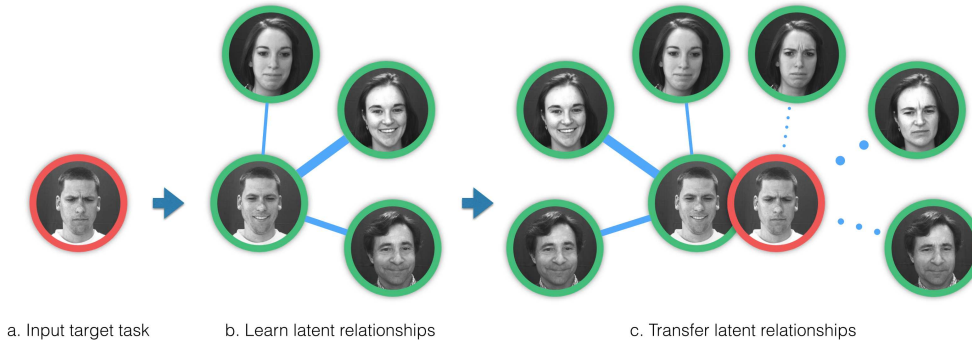 a. Input target task
b. Learn latent relationships
c. Transfer latent relationships